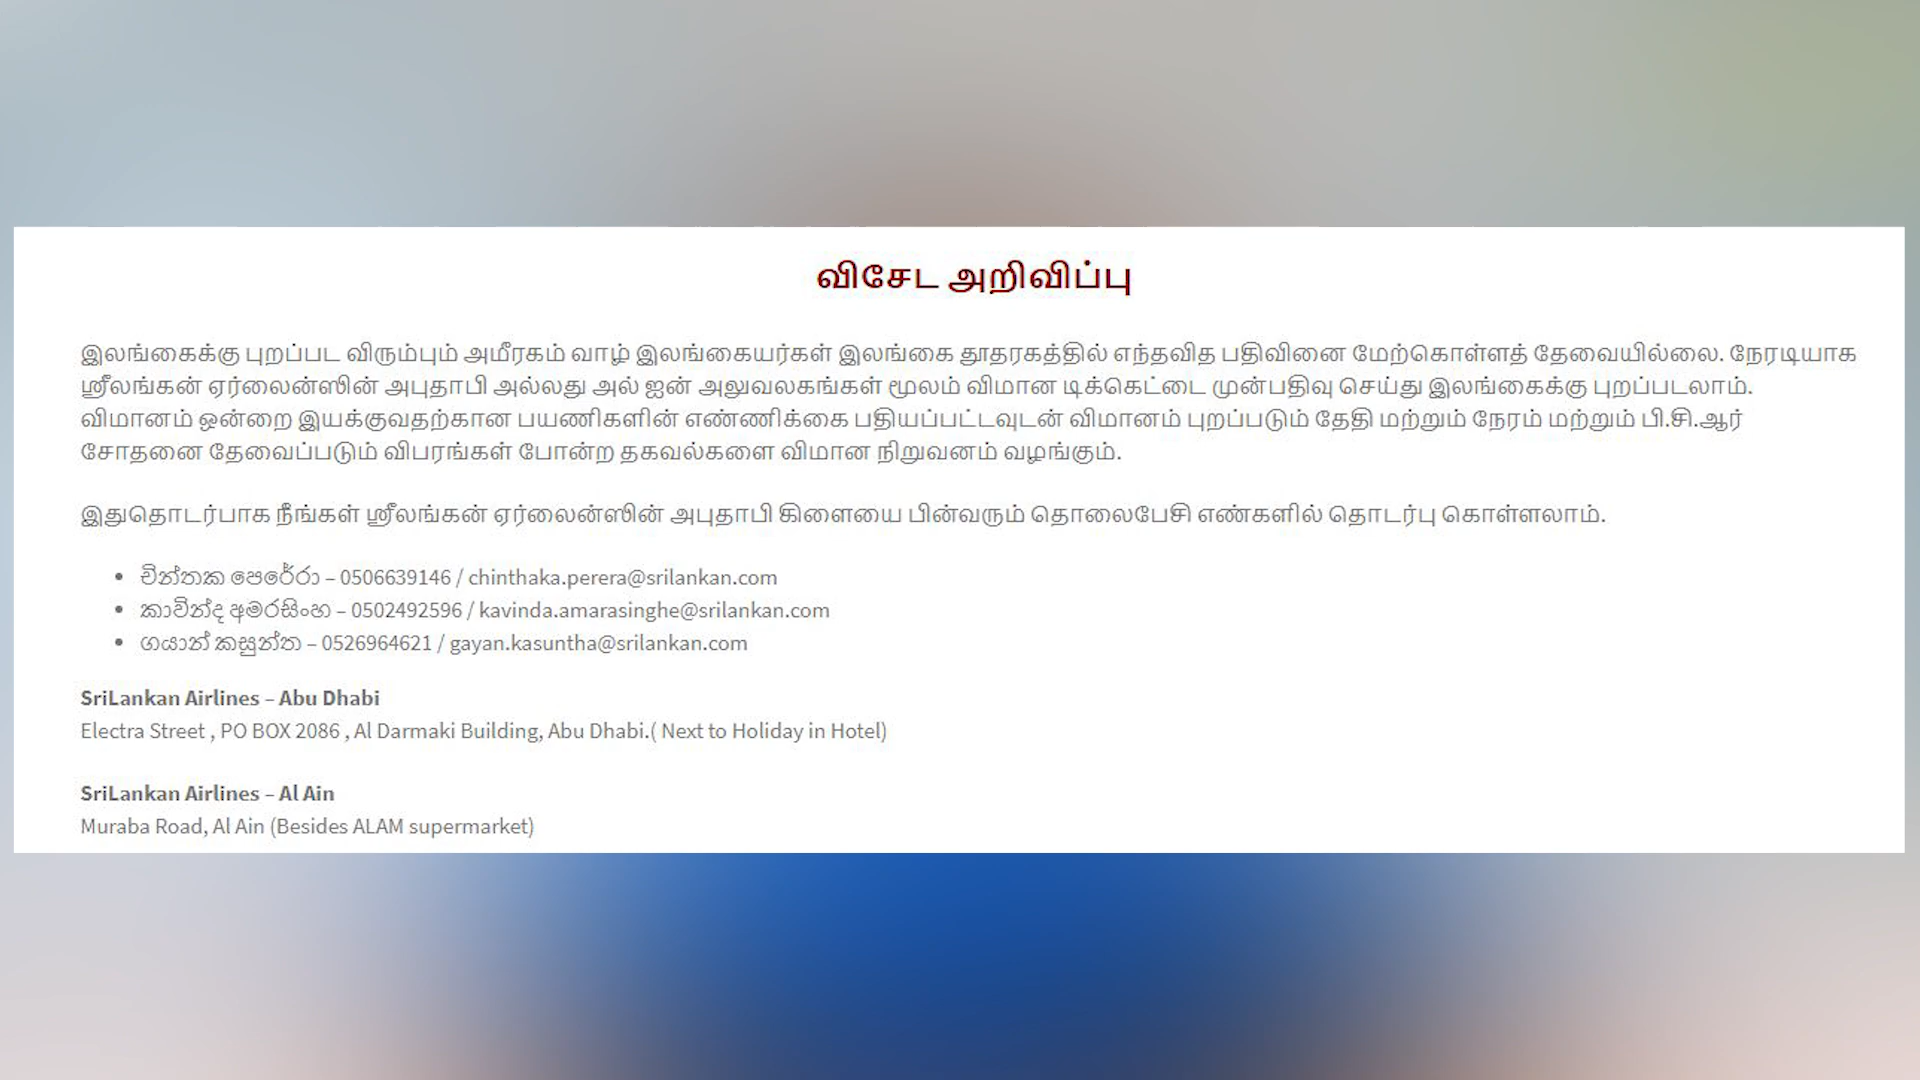 விசேட அறிவிப்பு
இலங்கைக்கு புறப்பட விரும்பும் அமீரகம் வாழ் இலங்கையர்கள் இலங்கை தூதரகத்தில் எந்தவித பதிவினை மேற்கொள்ளத் தேவையில்லை. நேரடியாக
ஸ்ரீலங்கன் ஏர்லைன்ஸின் அபுதாபி அல்லது அல் ஐன் அலுவலகங்கள் மூலம் விமான டிக்கெட்டை முன்பதிவு செய்து இலங்கைக்கு புறப்படலாம்.
விமானம் ஒன்றை இயக்குவதற்கான பயணிகளின் எண்ணிக்கை பதியப்பட்டவுடன் விமானம் புறப்படும் தேதி மற்றும் நேரம் மற்றும் பி.சி.ஆர்
சோதனை தேவைப்படும் விபரங்கள் போன்ற தகவல்களை விமான நிறுவனம் வழங்கும்.
இதுதொடர்பாக நீங்கள் ஸ்ரீலங்கன் ஏர்லைன்ஸின் அபுதாபி கிளையை பின்வரும் தொலைபேசி எண்களில் தொடர்பு கொள்ளலாம்.
• චින්තක පෙරේරා – 0506639146 / chinthaka.perera@srilankan.com
• කාවින්ද අමරසිංහ – 0502492596 / kavinda.amarasinghe@srilankan.com
• ගයාන් කසුන්ත – 0526964621 / gayan.kasuntha@srilankan.com
SriLankan Airlines – Abu Dhabi
Electra Street , PO BOX 2086 , Al Darmaki Building, Abu Dhabi.( Next to Holiday in Hotel)
SriLankan Airlines – Al Ain
Muraba Road, Al Ain (Besides ALAM supermarket)